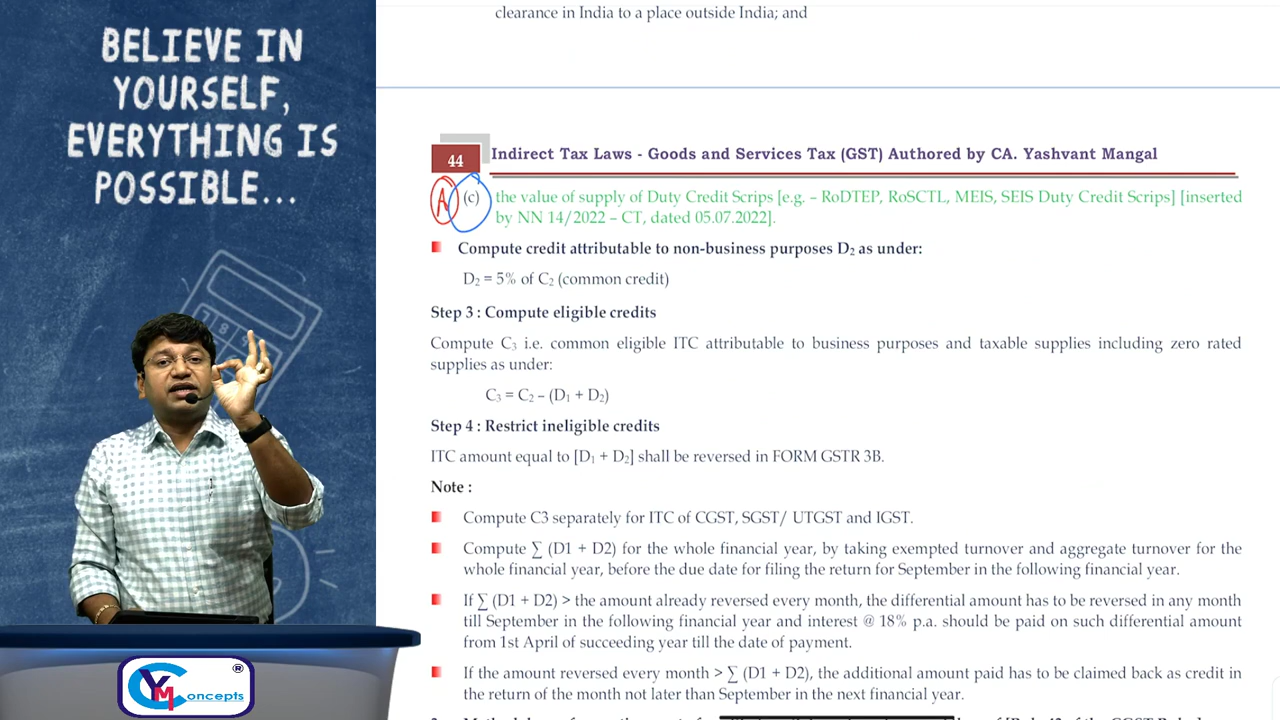 BELIEVE IN
YOURSELF,
EVERYTHING IS
POSSIBLE...
clearance in India to a place outside India; and
44 Indirect Tax Laws - Goods and Services Tax (GST) Authored by CA. Yashvant Mangal
A (c) the value of supply of Duty Credit Scrips [e.g. – RoDTEP, RoSCTL, MEIS, SEIS Duty Credit Scrips] [inserted
by NN 14/2022 – CT, dated 05.07.2022].
Compute credit attributable to non-business purposes D₂ as under:
D₂ = 5% of C₂ (common credit)
Step 3 : Compute eligible credits
Compute C₃ i.e. common eligible ITC attributable to business purposes and taxable supplies including zero rated
supplies as under:
C₃ = C₂ – (D₁ + D₂)
Step 4 : Restrict ineligible credits
ITC amount equal to [D₁ + D₂] shall be reversed in FORM GSTR 3B.
Note :
Compute C3 separately for ITC of CGST, SGST/ UTGST and IGST.
Compute ∑ (D1 + D2) for the whole financial year, by taking exempted turnover and aggregate turnover for the
whole financial year, before the due date for filing the return for September in the following financial year.
If ∑ (D1 + D2) > the amount already reversed every month, the differential amount has to be reversed in any month
till September in the following financial year and interest @ 18% p.a. should be paid on such differential amount
from 1st April of succeeding year till the date of payment.
If the amount reversed every month > ∑ (D1 + D2), the additional amount paid has to be claimed back as credit in
the return of the month not later than September in the next financial year.
YM Concepts ®